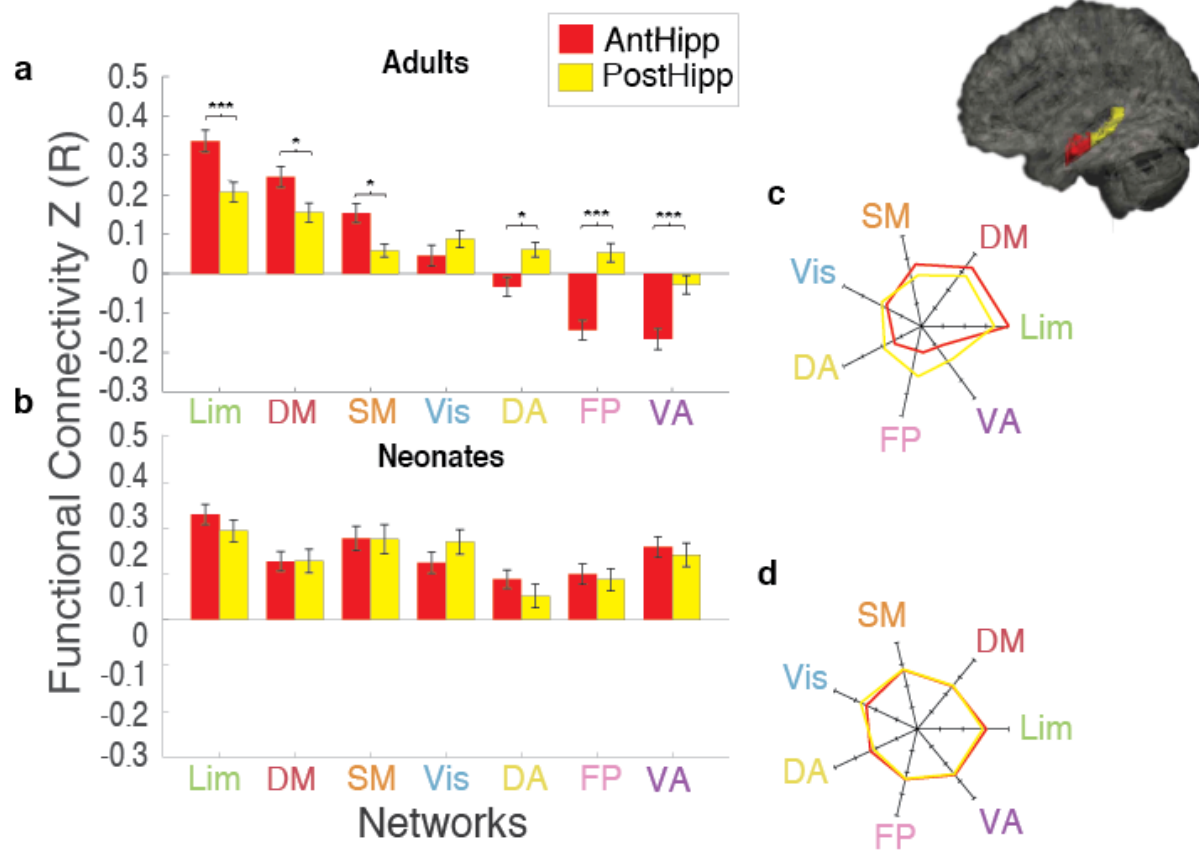 AntHipp
PostHipp
a
Adults
Functional Connectivity Z (R)
0.5
0.4
0.3
0.2
0.1
0
-0.1
-0.2
-0.3
***
*
*
*
***
***
Lim DM SM Vis DA FP VA
b
Neonates
0.5
0.4
0.3
0.2
0.1
0
-0.1
-0.2
-0.3
Lim DM SM Vis DA FP VA
Networks
c
SM
DM
Vis
Lim
DA
VA
FP
d
SM
DM
Vis
Lim
DA
VA
FP